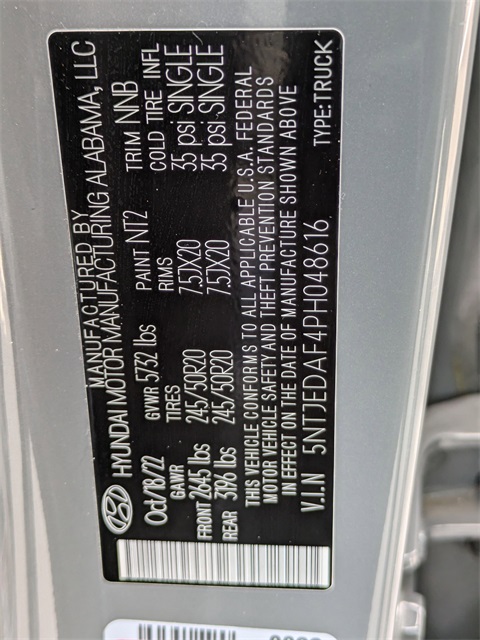 MANUFACTURED BY
HYUNDAI MOTOR MANUFACTURING ALABAMA, LLC
Oct/18/22 GVWR 5732 lbs PAINT NT2 TRIM NNB
GAWR TIRES RIMS COLD TIRE INFL
FRONT 2645 lbs 245/50R20 7.5JX20 35 psi SINGLE
REAR 3196 lbs 245/50R20 7.5JX20 35 psi SINGLE
THIS VEHICLE CONFORMS TO ALL APPLICABLE U.S.A. FEDERAL
MOTOR VEHICLE SAFETY AND THEFT PREVENTION STANDARDS
IN EFFECT ON THE DATE OF MANUFACTURE SHOWN ABOVE
V.I.N 5NTJEDAF4PH048616 TYPE:TRUCK